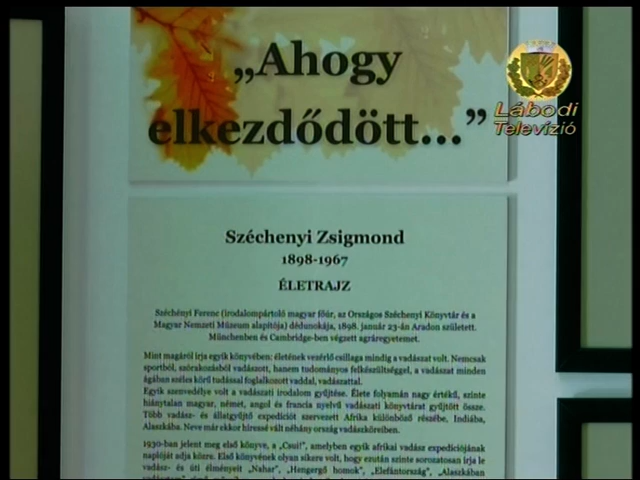 „Ahogy
elkezdődött...”
Lábodi
Televízió
Széchenyi Zsigmond
1898-1967
ÉLETRAJZ
Széchényi Ferenc (irodalompártoló magyar főúr, az Országos Széchényi Könyvtár és a
Magyar Nemzeti Múzeum alapítója) dédunokája, 1898. január 23-án Aradon született.
Münchenben és Cambridge-ben végzett agráregyetemet.
Mint magáról írja egyik könyvében: életének vezérlő csillaga mindig a vadászat volt. Nemcsak
sportból, szórakozásból vadászott, hanem tudományos felkészültséggel, a vadászat minden
ágában széles körű tudással foglalkozott vaddal, vadászattal.
Egyik szenvedélye volt a vadászati irodalom gyűjtése. Élete folyamán nagy értékű, szinte
hiánytalan magyar, német, angol és francia nyelvű vadászati könyvtárat gyűjtött össze.
Több vadász- és állatgyűjtő expedíciót szervezett Afrika különböző részeibe, Indiába,
Alaszkába. Neve már ekkor híressé vált néhány ország vadászköreiben.
1930-ban jelent meg első könyve, a „Csui!", amelyben egyik afrikai vadász expedíciójának
naplóját adja közre. Első könyvének olyan sikere volt, hogy ezután szinte sorozatosan írja le
vadász- és úti élményeit „Nahar", „Hengergő homok", „Elefántország", „Alaszkában